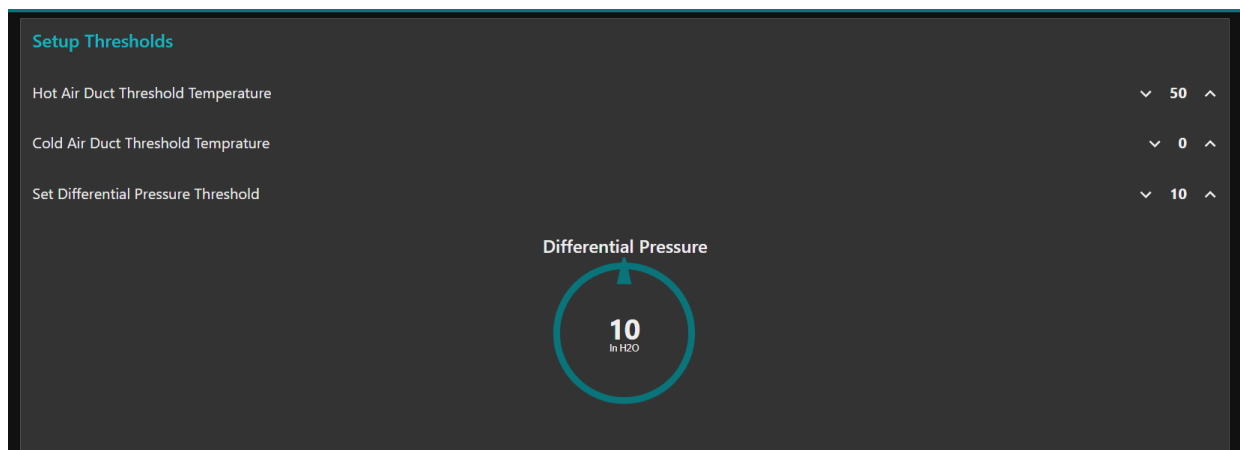 Setup Thresholds
Hot Air Duct Threshold Temperature 50
Cold Air Duct Threshold Temprature 0
Set Differential Pressure Threshold 10
Differential Pressure
10
In H2O